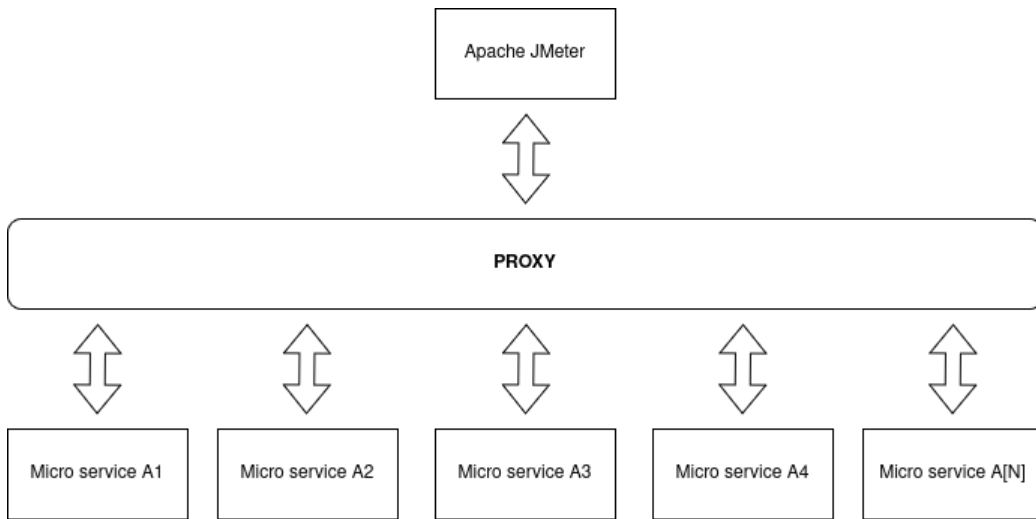 Apache JMeter
PROXY
Micro service A1
Micro service A2
Micro service A3
Micro service A4
Micro service A[N]